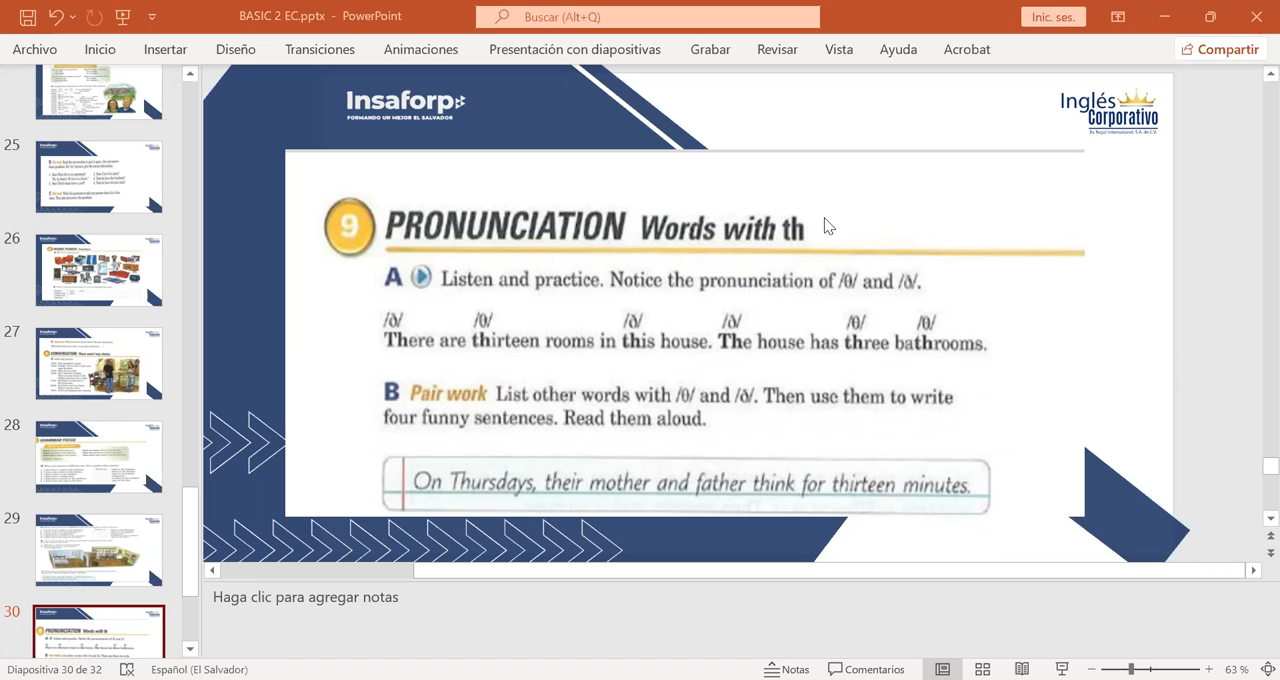 BASIC 2 EC.pptx - PowerPoint
Buscar (Alt+Q)
Inic. ses.
Archivo Inicio Insertar Diseño Transiciones Animaciones Presentación con diapositivas Grabar Revisar Vista Ayuda Acrobat
Compartir
25
26
27
28
29
30
Insaforp
FORMANDO UN MEJOR EL SALVADOR
Inglés
Corporativo
By Regal International, S.A. de C.V.
9 PRONUNCIATION Words with th
A Listen and practice. Notice the pronunciation of /θ/ and /ð/.
/ð/ /θ/ /ð/ /ð/ /θ/ /θ/
There are thirteen rooms in this house. The house has three bathrooms.
B Pair work List other words with /θ/ and /ð/. Then use them to write
four funny sentences. Read them aloud.
On Thursdays, their mother and father think for thirteen minutes.
Haga clic para agregar notas
Diapositiva 30 de 32 Español (El Salvador) Notas Comentarios 63 %